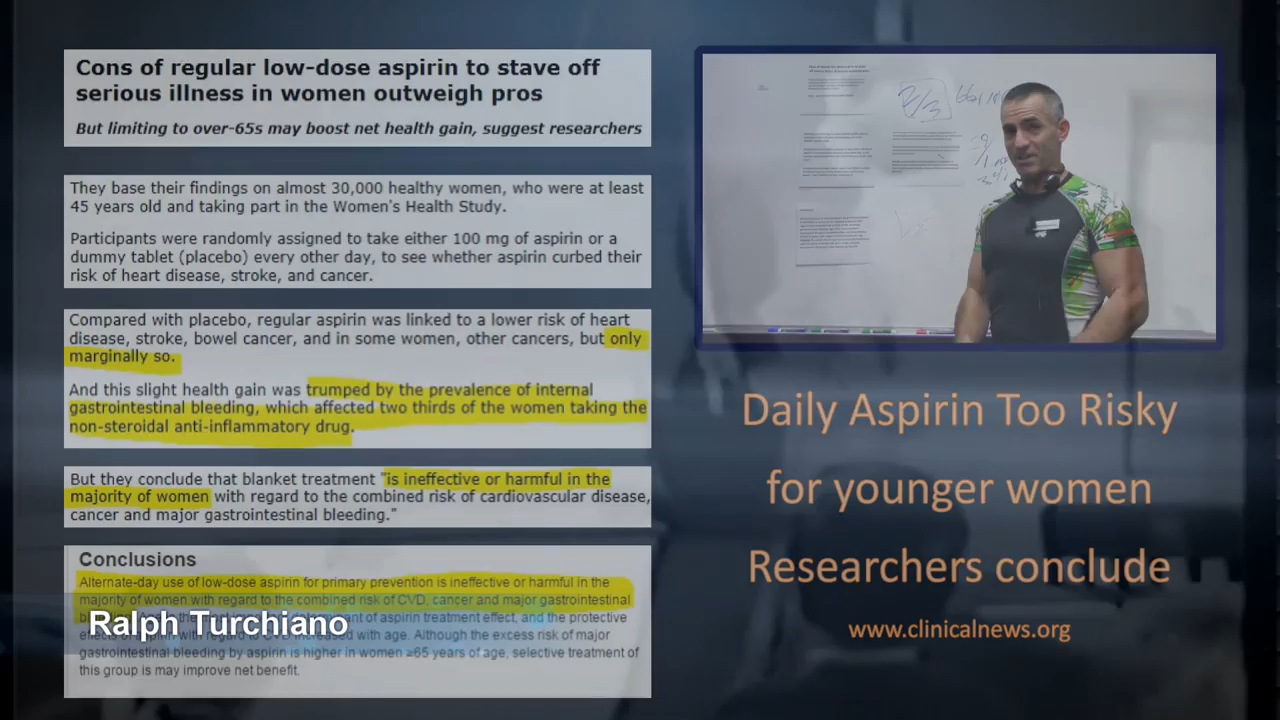 Cons of regular low-dose aspirin to stave off
serious illness in women outweigh pros
But limiting to over-65s may boost net health gain, suggest researchers
They base their findings on almost 30,000 healthy women, who were at least
45 years old and taking part in the Women's Health Study.
Participants were randomly assigned to take either 100 mg of aspirin or a
dummy tablet (placebo) every other day, to see whether aspirin curbed their
risk of heart disease, stroke, and cancer.
Compared with placebo, regular aspirin was linked to a lower risk of heart
disease, stroke, bowel cancer, and in some women, other cancers, but only
marginally so.
And this slight health gain was trumped by the prevalence of internal
gastrointestinal bleeding, which affected two thirds of the women taking the
non-steroidal anti-inflammatory drug.
But they conclude that blanket treatment "is ineffective or harmful in the
majority of women with regard to the combined risk of cardiovascular disease,
cancer and major gastrointestinal bleeding."
Conclusions
Alternate-day use of low-dose aspirin for primary prevention is ineffective or harmful in the
majority of women with regard to the combined risk of CVD, cancer and major gastrointestinal
of aspirin treatment effect, and the protective
with regard to CVD increased with age. Although the excess risk of major
gastrointestinal bleeding by aspirin is higher in women ≥65 years of age, selective treatment of
this group is may improve net benefit.
Ralph Turchiano
2/3
Daily Aspirin Too Risky
for younger women
Researchers conclude
www.clinicalnews.org